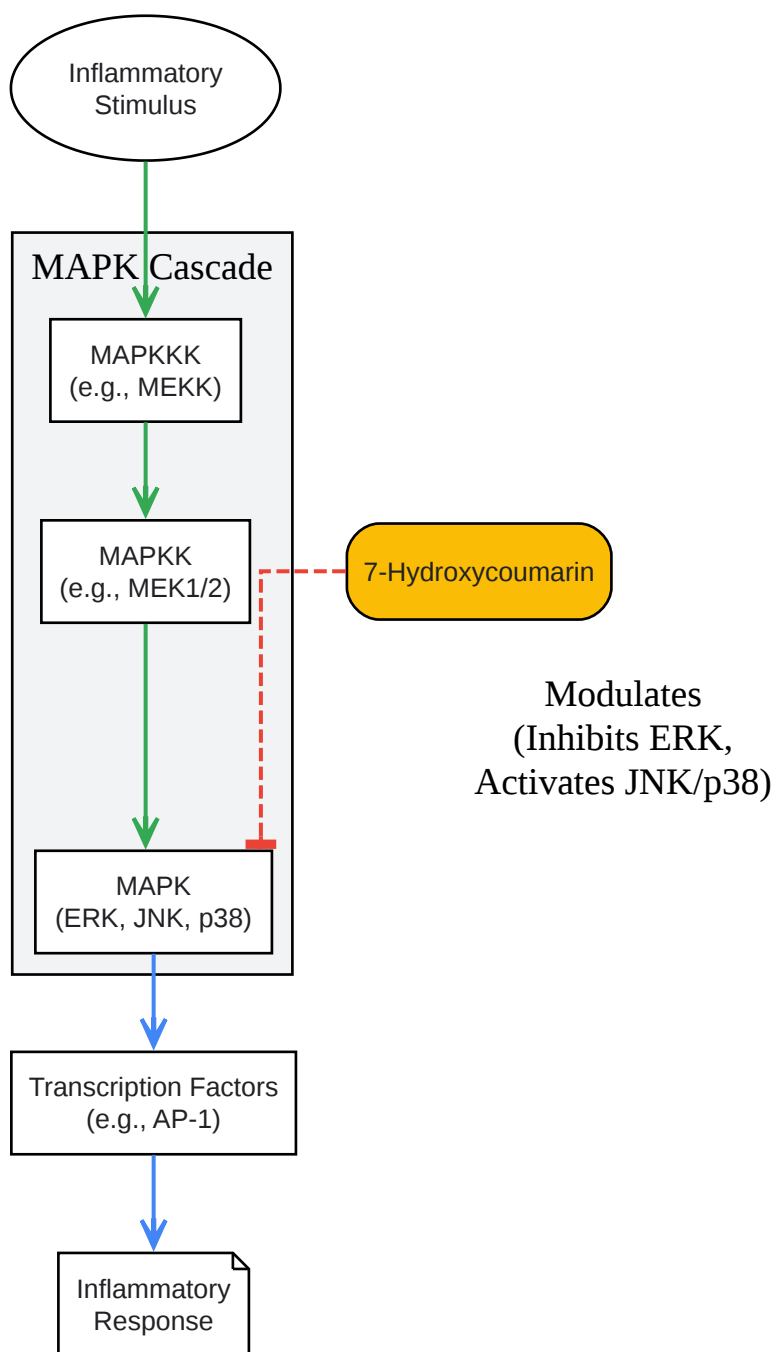 Inflammatory
Stimulus
MAPK Cascade
MAPKKK
(e.g., MEKK)
MAPKK
(e.g., MEK1/2)
7-Hydroxycoumarin
Modulates
(Inhibits ERK,
Activates JNK/p38)
MAPK
(ERK, JNK, p38)
Transcription Factors
(e.g., AP-1)
Inflammatory
Response